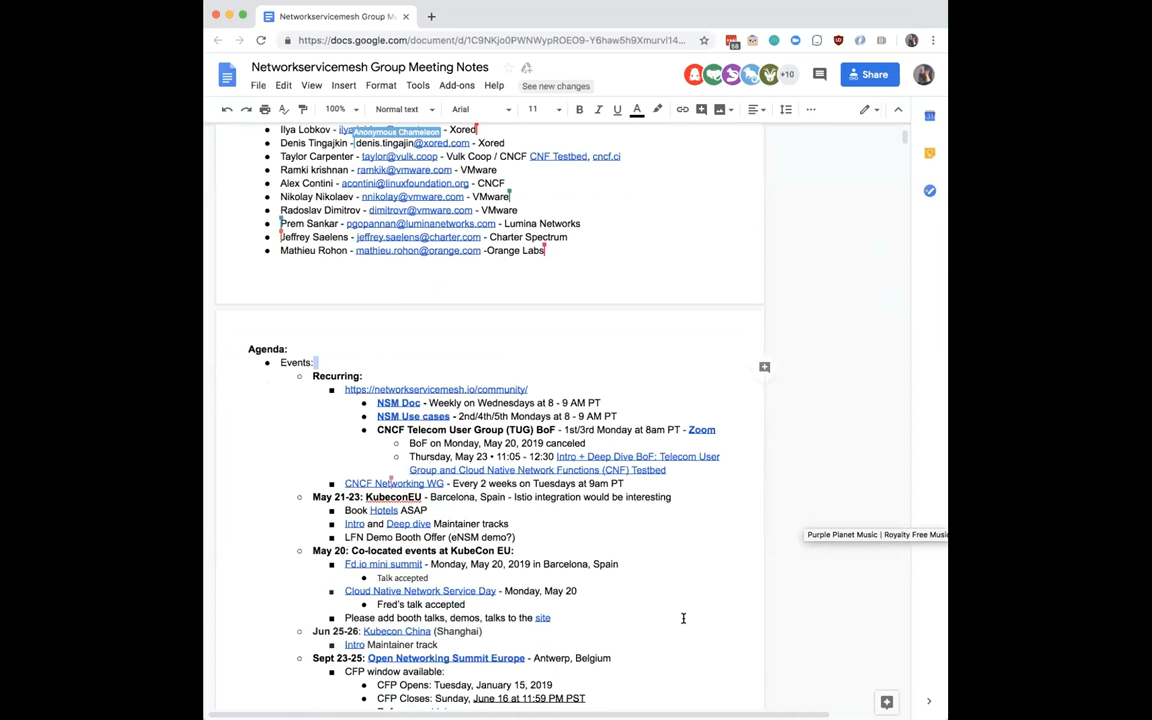 Networkservicemesh Group M
https://docs.google.com/document/d/1C9NKjo0PWNWypROEO9-Y6haw5h9Xmurvl14...
68
Networkservicemesh Group Meeting Notes
+10
Share
File Edit View Insert Format Tools Add-ons Help See new changes
100% Normal text Arial 11 B I U A
Ilya Lobkov - - Xored
Anonymous Chameleon
Denis Tingajkin - denis.tingajin@xored.com - Xored
Taylor Carpenter - taylor@vulk.coop - Vulk Coop / CNCF CNF Testbed, cncf.ci
Ramki krishnan - ramkik@vmware.com - VMware
Alex Contini - acontini@linuxfoundation.org - CNCF
Nikolay Nikolaev - nnikolay@vmware.com - VMware
Radoslav Dimitrov - dimitrovr@vmware.com - VMware
Prem Sankar - pgopannan@luminanetworks.com - Lumina Networks
Jeffrey Saelens - jeffrey.saelens@charter.com - Charter Spectrum
Mathieu Rohon - mathieu.rohon@orange.com -Orange Labs
Agenda:
Events:
Recurring:
https://networkservicemesh.io/community/
NSM Doc - Weekly on Wednesdays at 8 - 9 AM PT
NSM Use cases - 2nd/4th/5th Mondays at 8 - 9 AM PT
CNCF Telecom User Group (TUG) BoF - 1st/3rd Monday at 8am PT - Zoom
BoF on Monday, May 20, 2019 canceled
Thursday, May 23 • 11:05 - 12:30 Intro + Deep Dive BoF: Telecom User
Group and Cloud Native Network Functions (CNF) Testbed
CNCF Networking WG - Every 2 weeks on Tuesdays at 9am PT
May 21-23: KubeconEU - Barcelona, Spain - Istio integration would be interesting
Book Hotels ASAP
Intro and Deep dive Maintainer tracks
LFN Demo Booth Offer (eNSM demo?)
Purple Planet Music | Royalty Free Musi
May 20: Co-located events at KubeCon EU:
Fd.io mini summit - Monday, May 20, 2019 in Barcelona, Spain
Talk accepted
Cloud Native Network Service Day - Monday, May 20
Fred's talk accepted
Please add booth talks, demos, talks to the site
Jun 25-26: Kubecon China (Shanghai)
Intro Maintainer track
Sept 23-25: Open Networking Summit Europe - Antwerp, Belgium
CFP window available:
CFP Opens: Tuesday, January 15, 2019
CFP Closes: Sunday, June 16 at 11:59 PM PST